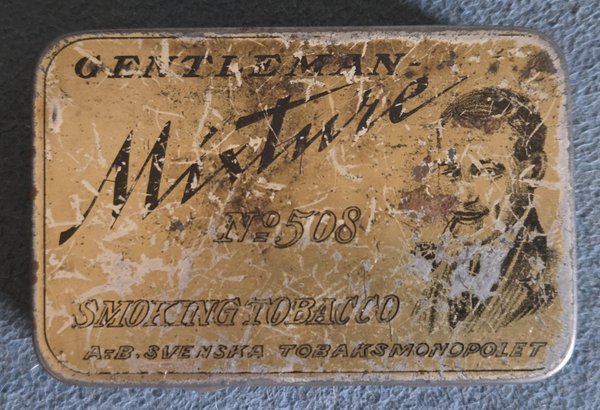 GENTLEMAN-
Mixture
No 508
SMOKING TOBACCO
A-B. SVENSKA TOBAKSMONOPOLET